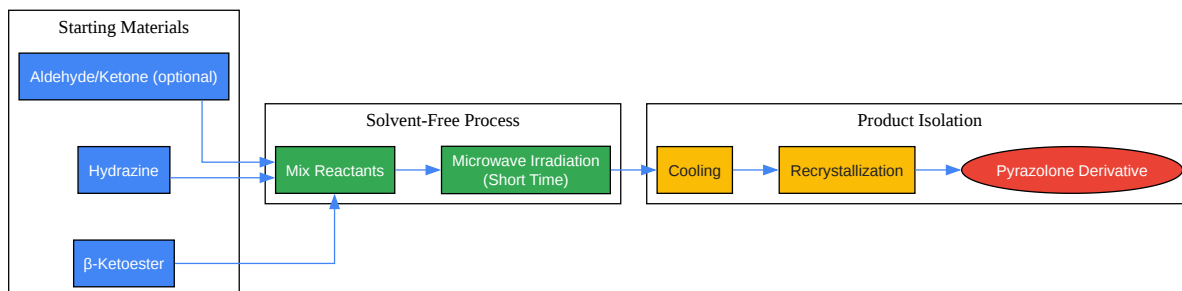 Starting Materials
Aldehyde/Ketone (optional)
Hydrazine
β-Ketoester
Solvent-Free Process
Mix Reactants
Microwave Irradiation
(Short Time)
Product Isolation
Cooling
Recrystallization
Pyrazolone Derivative